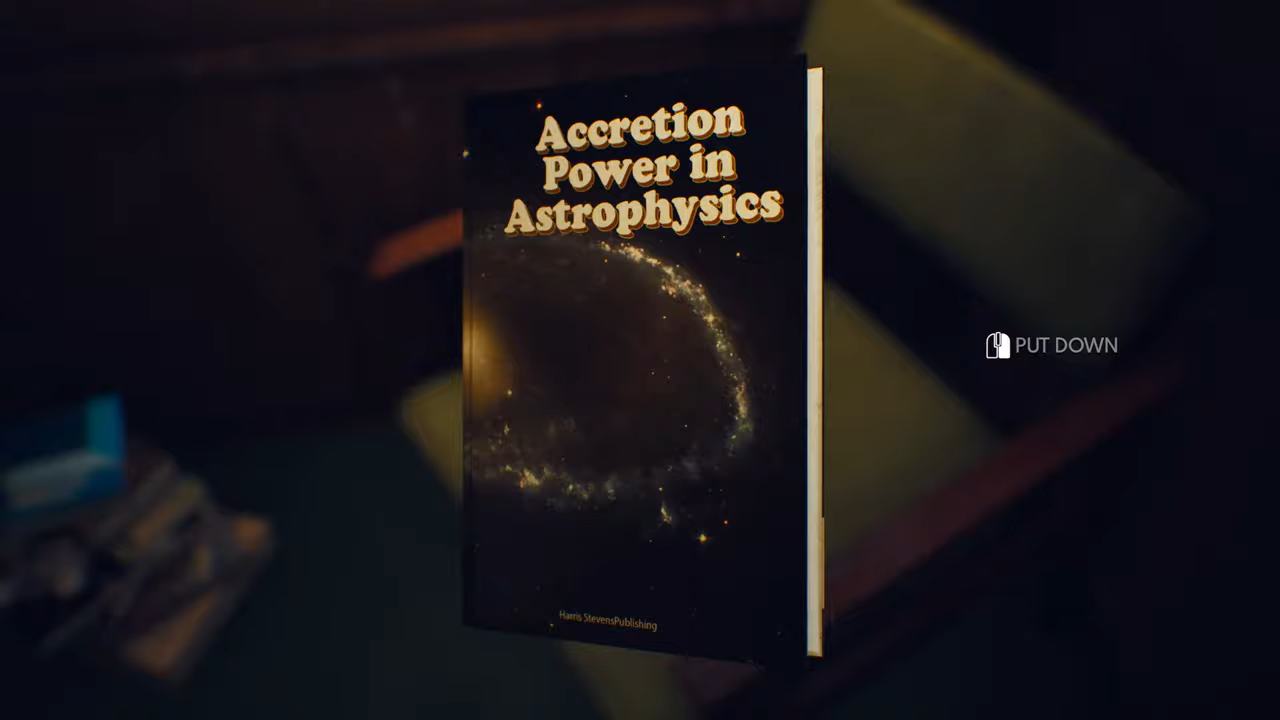 Accretion
Power in
Astrophysics
PUT DOWN
Harris StevensPublishing